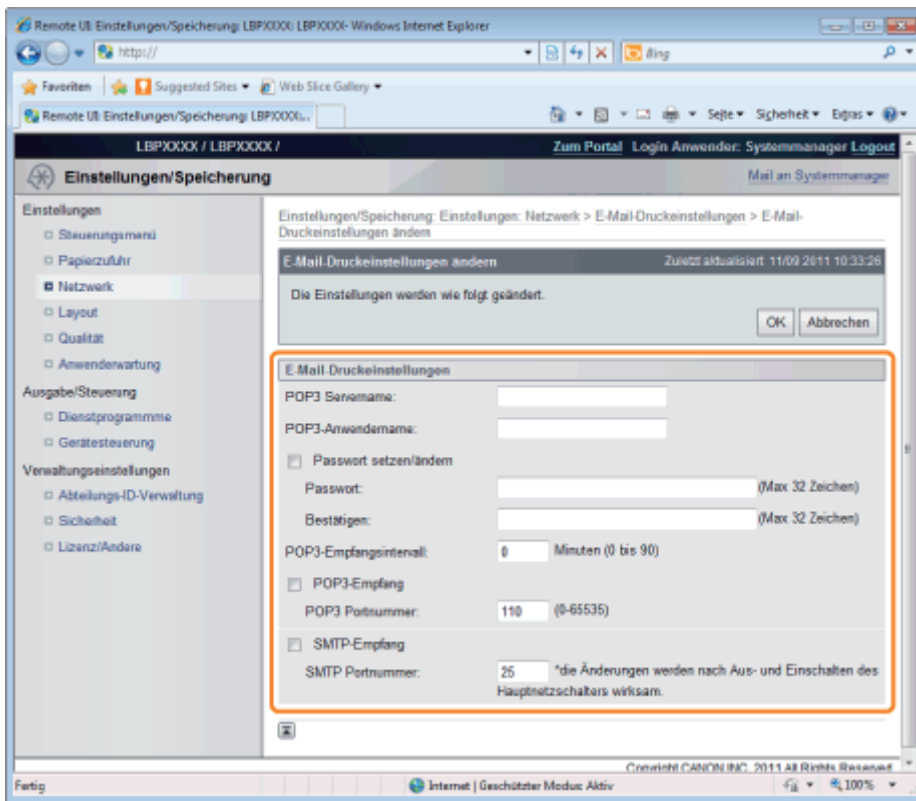 Remote UI: Einstellungen/Speicherung: LBPXXXX: LBPXXXX- Windows Internet Explorer
http://
Bing
Favoriten
Suggested Sites
Web Slice Gallery
Remote UI: Einstellungen/Speicherung: LBPXXXX:...
Seite
Sicherheit
Extras
LBPXXXX / LBPXXXX /
Zum Portal Login Anwender: Systemmanager Logout
Einstellungen/Speicherung
Mail an Systemmanager
Einstellungen
Steuerungsmenü
Papierzufuhr
Netzwerk
Layout
Qualität
Anwenderwartung
Ausgabe/Steuerung
Dienstprogrammme
Gerätesteuerung
Verwaltungseinstellungen
Abteilungs-ID-Verwaltung
Sicherheit
Lizenz/Andere
Einstellungen/Speicherung: Einstellungen: Netzwerk > E-Mail-Druckeinstellungen > E-Mail-
Druckeinstellungen ändern
E-Mail-Druckeinstellungen ändern
Zuletzt aktualisiert 11/09 2011 10:33:26
Die Einstellungen werden wie folgt geändert.
OK
Abbrechen
E-Mail-Druckeinstellungen
POP3 Servername:
POP3-Anwendername:
Passwort setzen/ändern
Passwort: (Max 32 Zeichen)
Bestätigen: (Max 32 Zeichen)
POP3-Empfangsintervall: 0 Minuten (0 bis 90)
POP3-Empfang
POP3 Portnummer: 110 (0-65535)
SMTP-Empfang
SMTP Portnummer: 25 *die Änderungen werden nach Aus- und Einschalten des
Hauptnetzschalters wirksam.
Copyright CANON INC. 2011 All Rights Reserved
Fertig
Internet | Geschützter Modus: Aktiv
100%